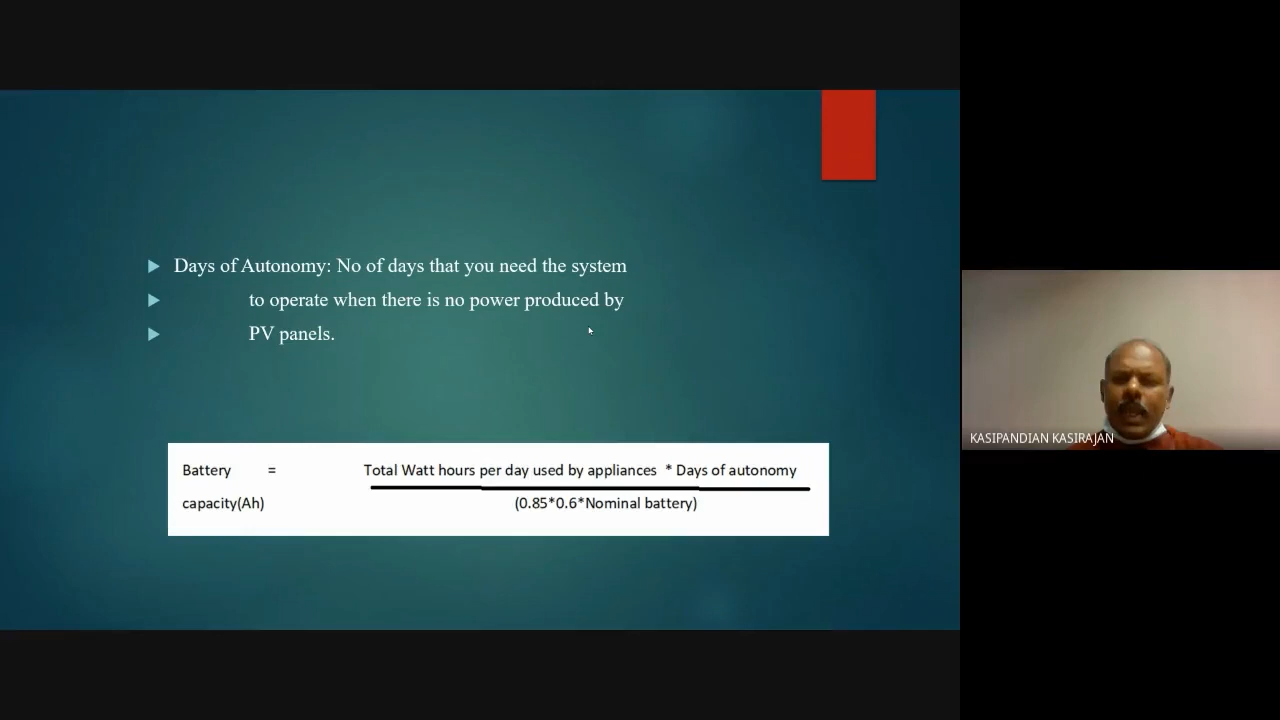 Days of Autonomy: No of days that you need the system
to operate when there is no power produced by
PV panels.
Battery = Total Watt hours per day used by appliances * Days of autonomy
capacity(Ah) (0.85*0.6*Nominal battery)
KASIPANDIAN KASIRAJAN